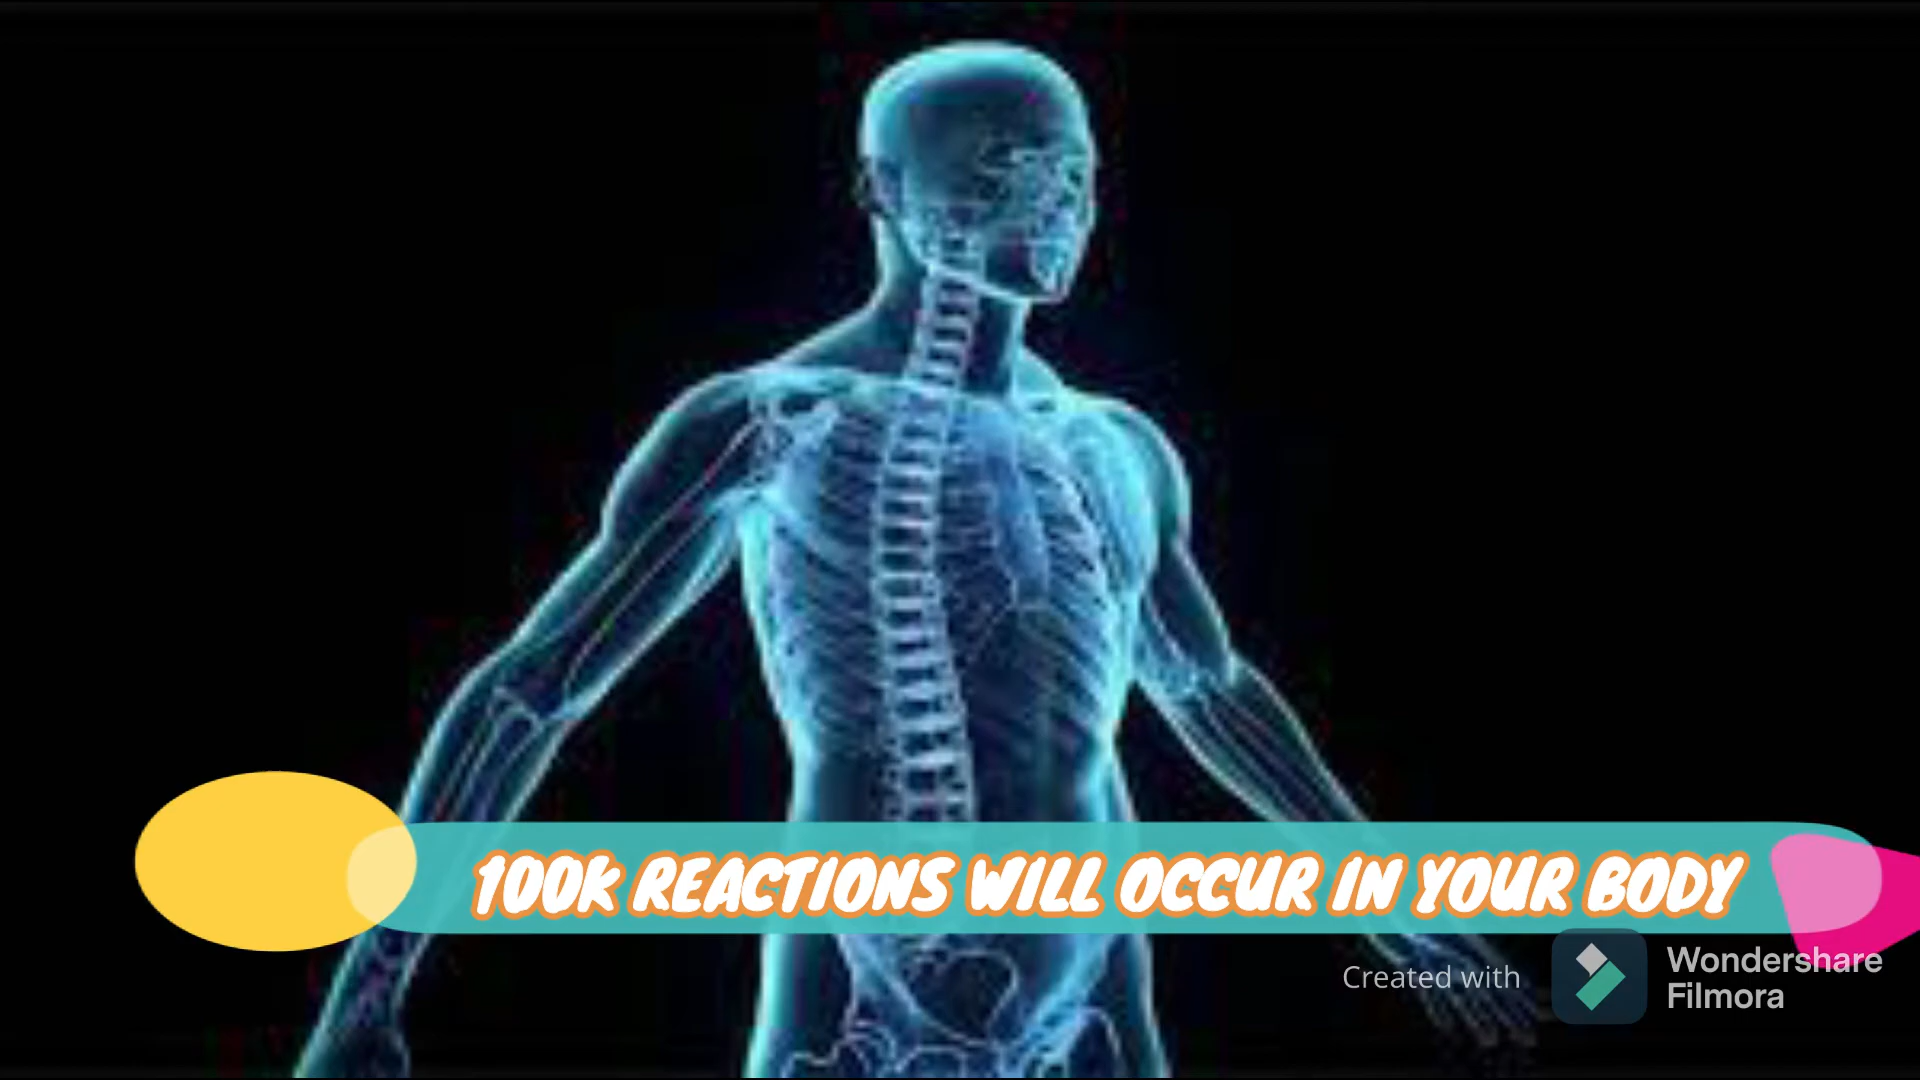 100K REACTIONS WILL OCCUR IN YOUR BODY
Created with
Wondershare
Filmora